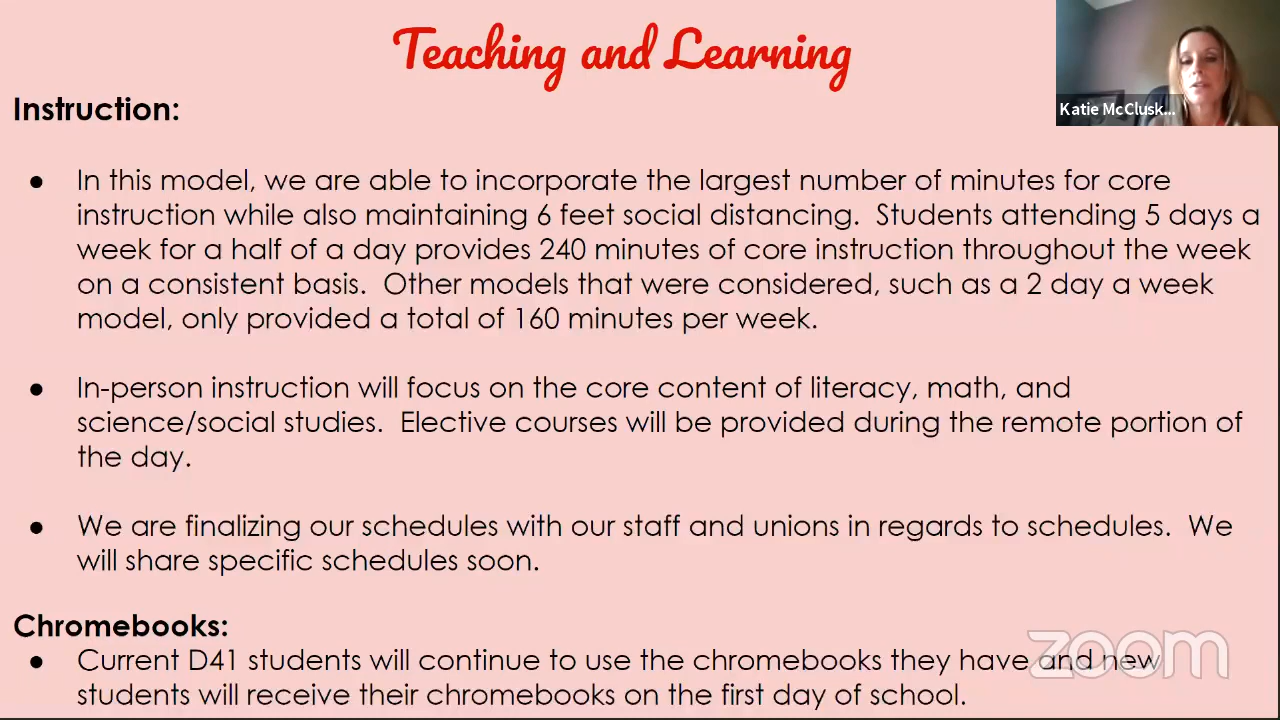 Teaching and Learning
Katie McClusk...
Instruction:
● In this model, we are able to incorporate the largest number of minutes for core
instruction while also maintaining 6 feet social distancing.  Students attending 5 days a
week for a half of a day provides 240 minutes of core instruction throughout the week
on a consistent basis.  Other models that were considered, such as a 2 day a week
model, only provided a total of 160 minutes per week.
● In-person instruction will focus on the core content of literacy, math, and
science/social studies.  Elective courses will be provided during the remote portion of
the day.
● We are finalizing our schedules with our staff and unions in regards to schedules.  We
will share specific schedules soon.
Chromebooks:
● Current D41 students will continue to use the chromebooks they have and new
students will receive their chromebooks on the first day of school.
zoom